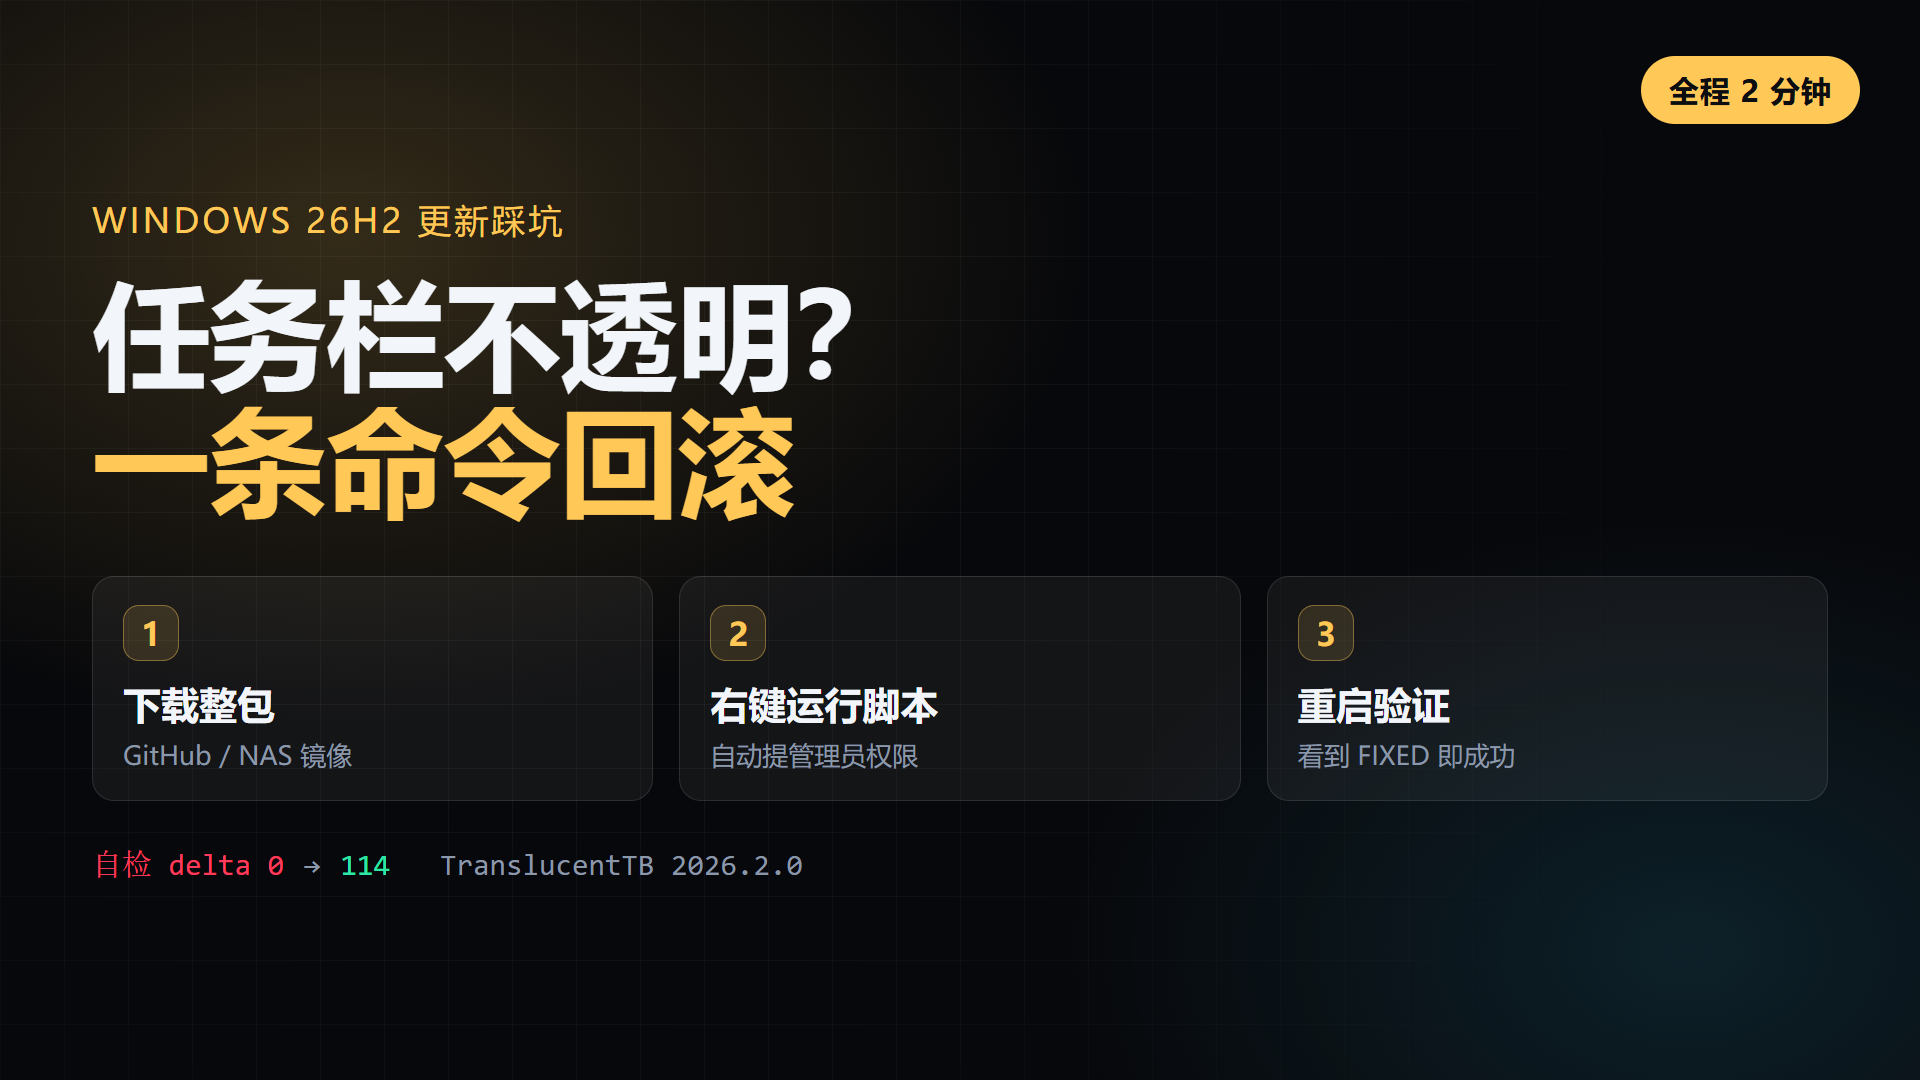 全程 2 分钟
WINDOWS 26H2 更新踩坑
任务栏不透明?
一条命令回滚
1
下载整包
GitHub / NAS 镜像
2
右键运行脚本
自动提管理员权限
3
重启验证
看到 FIXED 即成功
自检 delta 0 → 114 TranslucentTB 2026.2.0